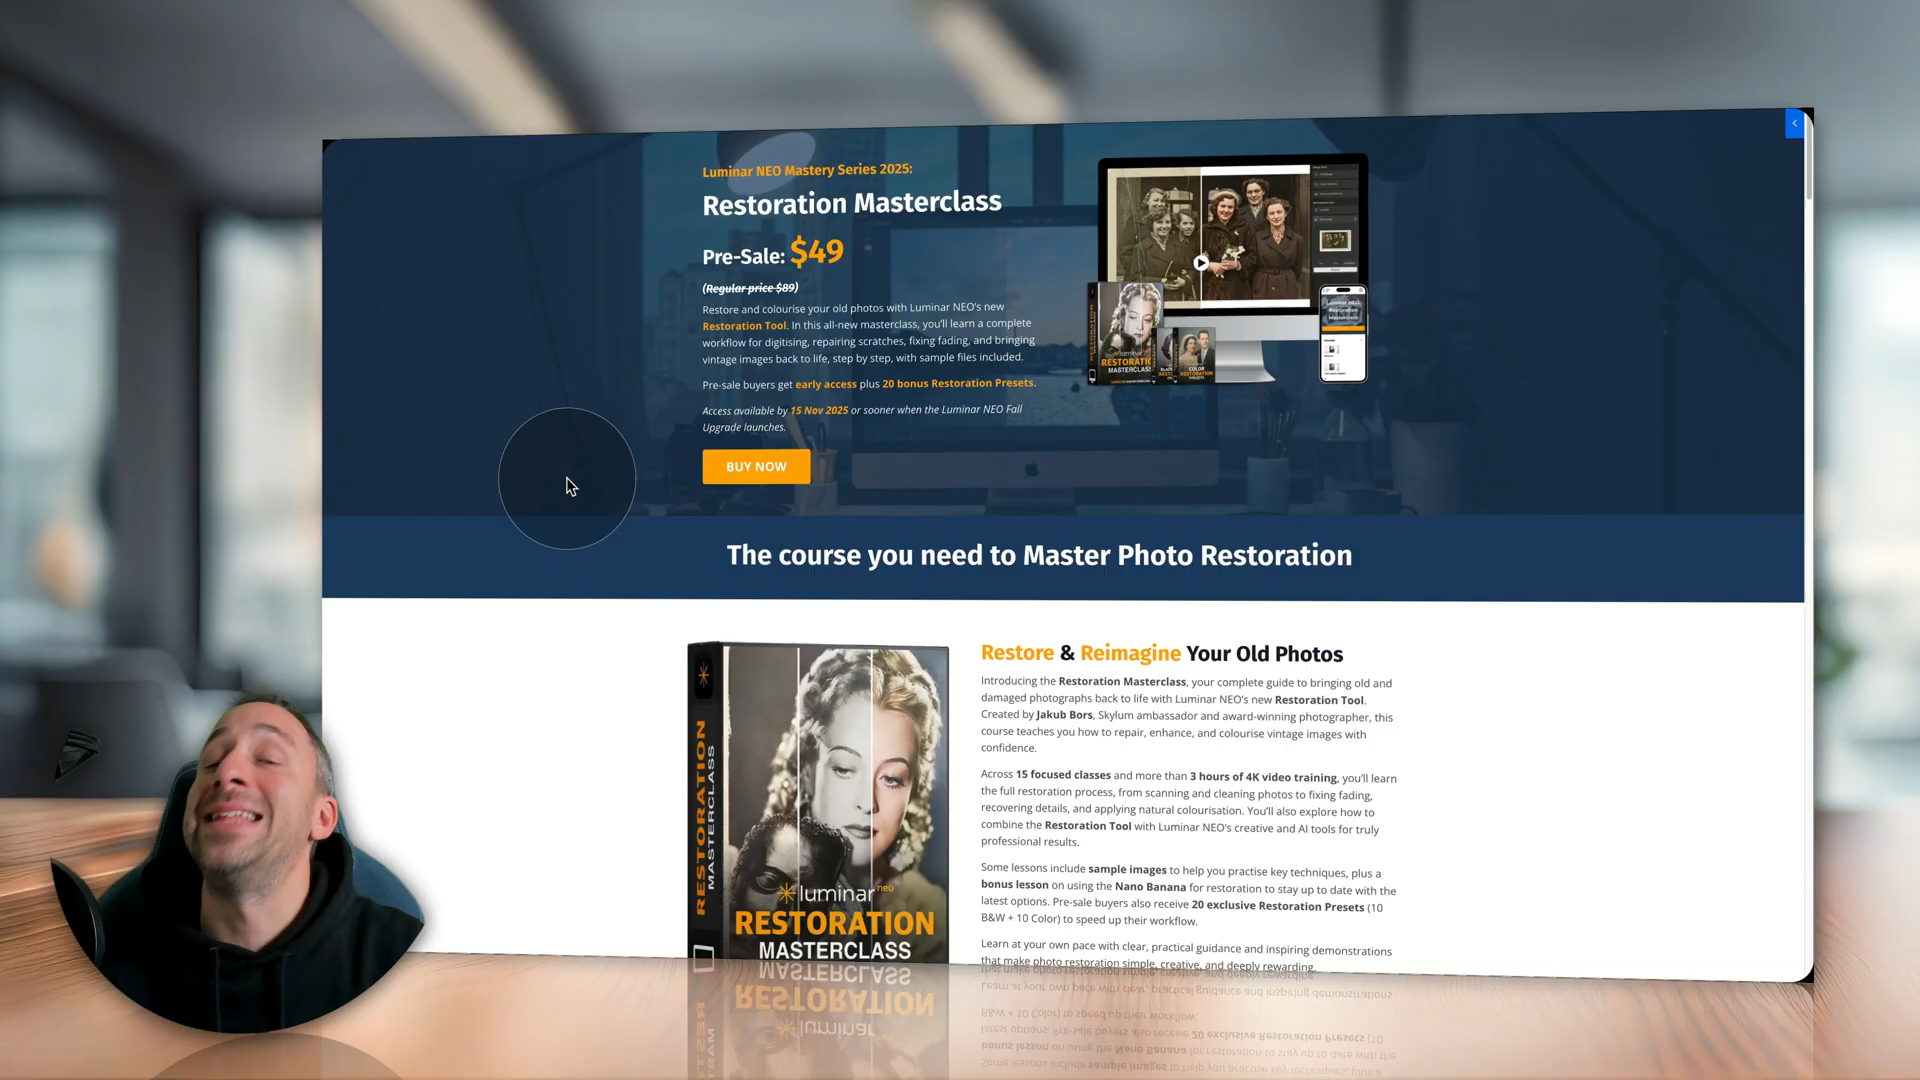 Luminar NEO Mastery Series 2025:
Restoration Masterclass
Pre-Sale: $49
(Regular price $89)
Restore and colourise your old photos with Luminar NEO's new
Restoration Tool. In this all-new masterclass, you'll learn a complete
workflow for digitising, repairing scratches, fixing fading, and bringing
vintage images back to life, step by step, with sample files included.
Pre-sale buyers get early access plus 20 bonus Restoration Presets.
Access available by 15 Nov 2025 or sooner when the Luminar NEO Fall
Upgrade launches.
BUY NOW
The course you need to Master Photo Restoration
Restore & Reimagine Your Old Photos
Introducing the Restoration Masterclass, your complete guide to bringing old and
damaged photographs back to life with Luminar NEO's new Restoration Tool.
Created by Jakub Bors, Skylum ambassador and award-winning photographer, this
course teaches you how to repair, enhance, and colourise vintage images with
confidence.
Across 15 focused classes and more than 3 hours of 4K video training, you'll learn
the full restoration process, from scanning and cleaning photos to fixing fading,
recovering details, and applying natural colourisation. You'll also explore how to
combine the Restoration Tool with Luminar NEO's creative and AI tools for truly
professional results.
Some lessons include sample images to help you practise key techniques, plus a
bonus lesson on using the Nano Banana for restoration to stay up to date with the
latest options. Pre-sale buyers also receive 20 exclusive Restoration Presets (10
B&W + 10 Color) to speed up their workflow.
Learn at your own pace with clear, practical guidance and inspiring demonstrations
that make photo restoration simple, creative, and deeply rewarding.
RESTORATION
MASTERCLASS
luminar neo
RESTORATION
MASTERCLASS